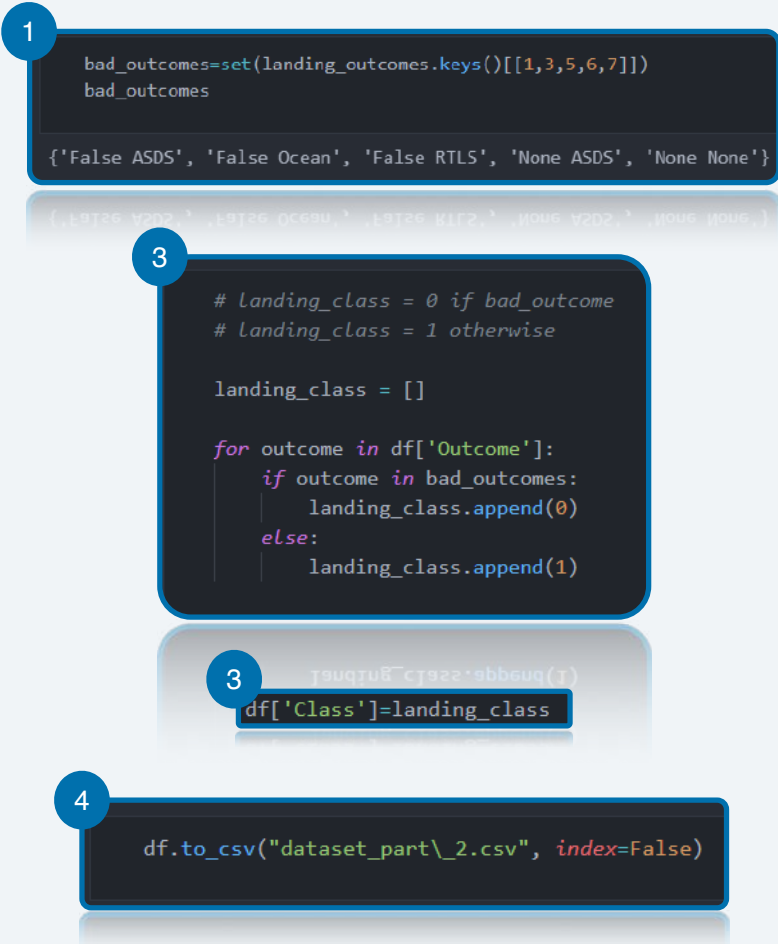 1
bad_outcomes=set(landing_outcomes.keys()[[1,3,5,6,7]])
bad_outcomes
{'False ASDS', 'False Ocean', 'False RTLS', 'None ASDS', 'None None'}
3
# landing_class = 0 if bad_outcome
# landing_class = 1 otherwise
landing_class = []
for outcome in df['Outcome']:
if outcome in bad_outcomes:
landing_class.append(0)
else:
landing_class.append(1)
3
df['Class']=landing_class
4
df.to_csv("dataset_part\_2.csv", index=False)